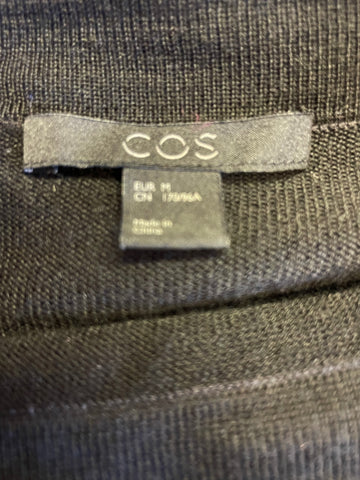 COS
EUR M
CN 170/96A
Made in
China